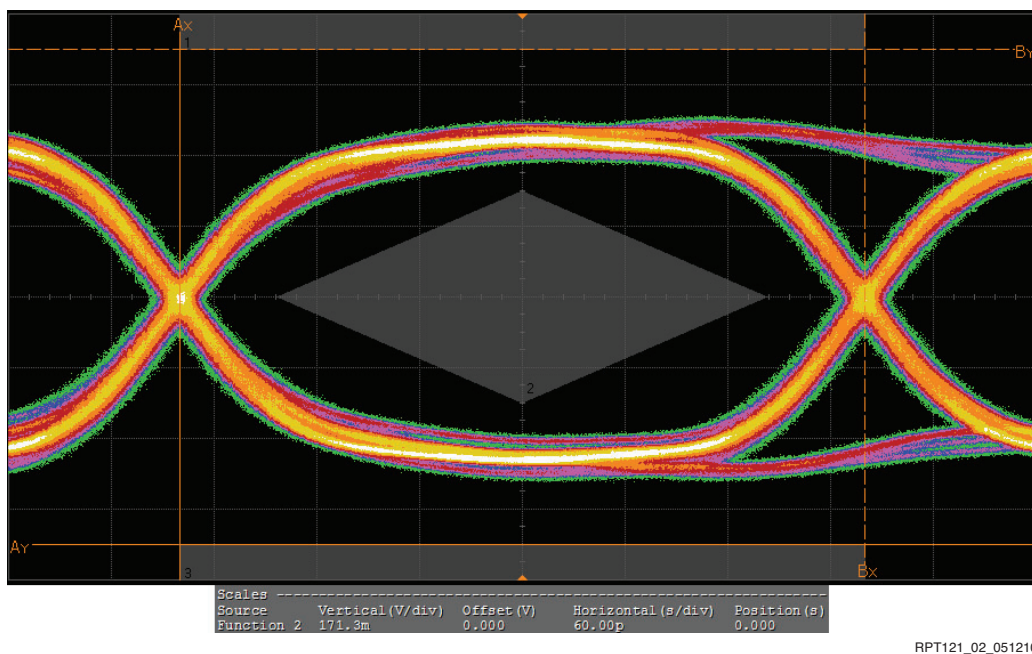 Ax
1
By
2
Ay
3
Bx
Scales
Source Vertical(V/div) Offset(V) Horizontal(s/div) Position(s)
Function 2 171.3m 0.000 60.00p 0.000